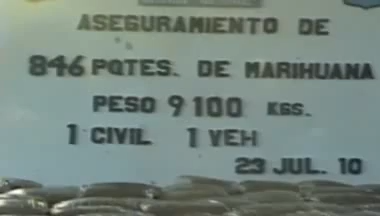 ASEGURAMIENTO DE
846 PQTES. DE MARIHUANA
PESO 9100 KGS.
1 CIVIL 1 VEH
23 JUL. 10